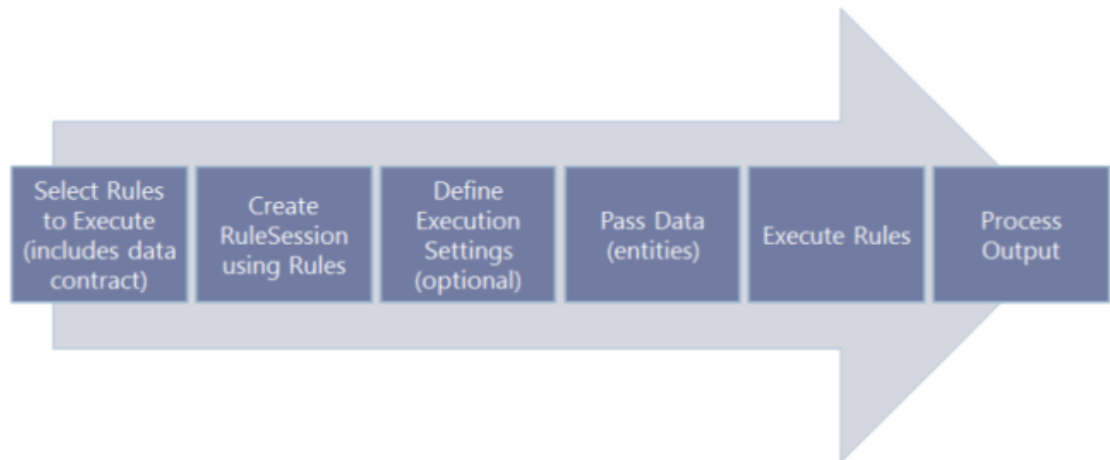 Select Rules
to Execute
(includes data
contract)
Create
RuleSession
using Rules
Define
Execution
Settings
(optional)
Pass Data
(entities)
Execute Rules
Process
Output